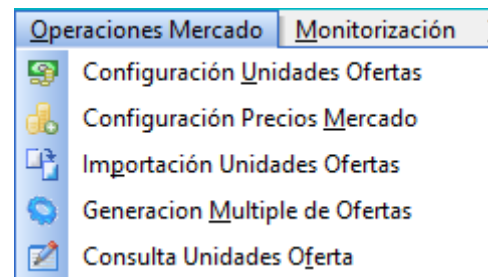 Operaciones Mercado Monitorización
Configuración Unidades Ofertas
Configuración Precios Mercado
Importación Unidades Ofertas
Generacion Multiple de Ofertas
Consulta Unidades Oferta